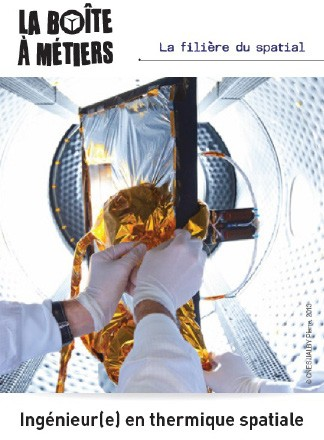 LA BOÎTE
À MÉTIERS
La filière du spatial
Ingénieur(e) en thermique spatiale